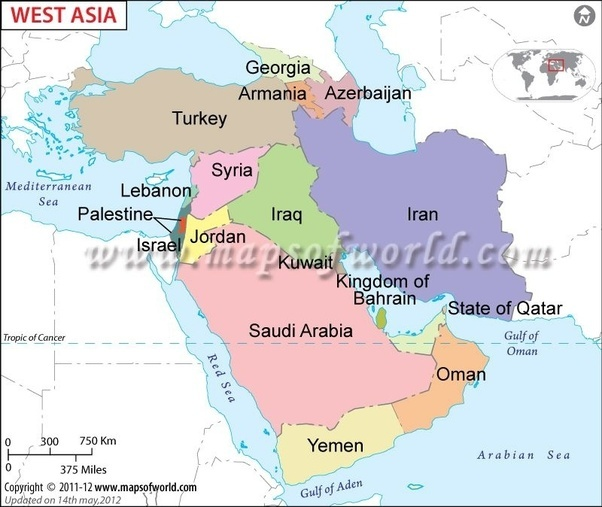 WEST ASIA
N
Georgia
Armania
Azerbaijan
Turkey
Mediterranean
Sea
Syria
Lebanon
Palestine
Israel
Jordan
Iraq
Iran
www.mapsofworld.com
Kuwait
Kingdom of
Bahrain
State of Qatar
Saudi Arabia
Tropic of Cancer
Gulf of
Oman
Red Sea
Oman
Yemen
Arabian Sea
Gulf of Aden
0 300 750 Km
0 375 Miles
Copyright © 2011-12 www.mapsofworld.com
Updated on 14th may,2012